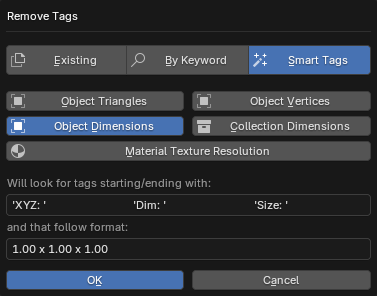 Remove Tags
Existing By Keyword Smart Tags
Object Triangles Object Vertices
Object Dimensions Collection Dimensions
Material Texture Resolution
Will look for tags starting/ending with:
'XYZ: ' 'Dim: ' 'Size: '
and that follow format:
1.00 x 1.00 x 1.00
OK Cancel